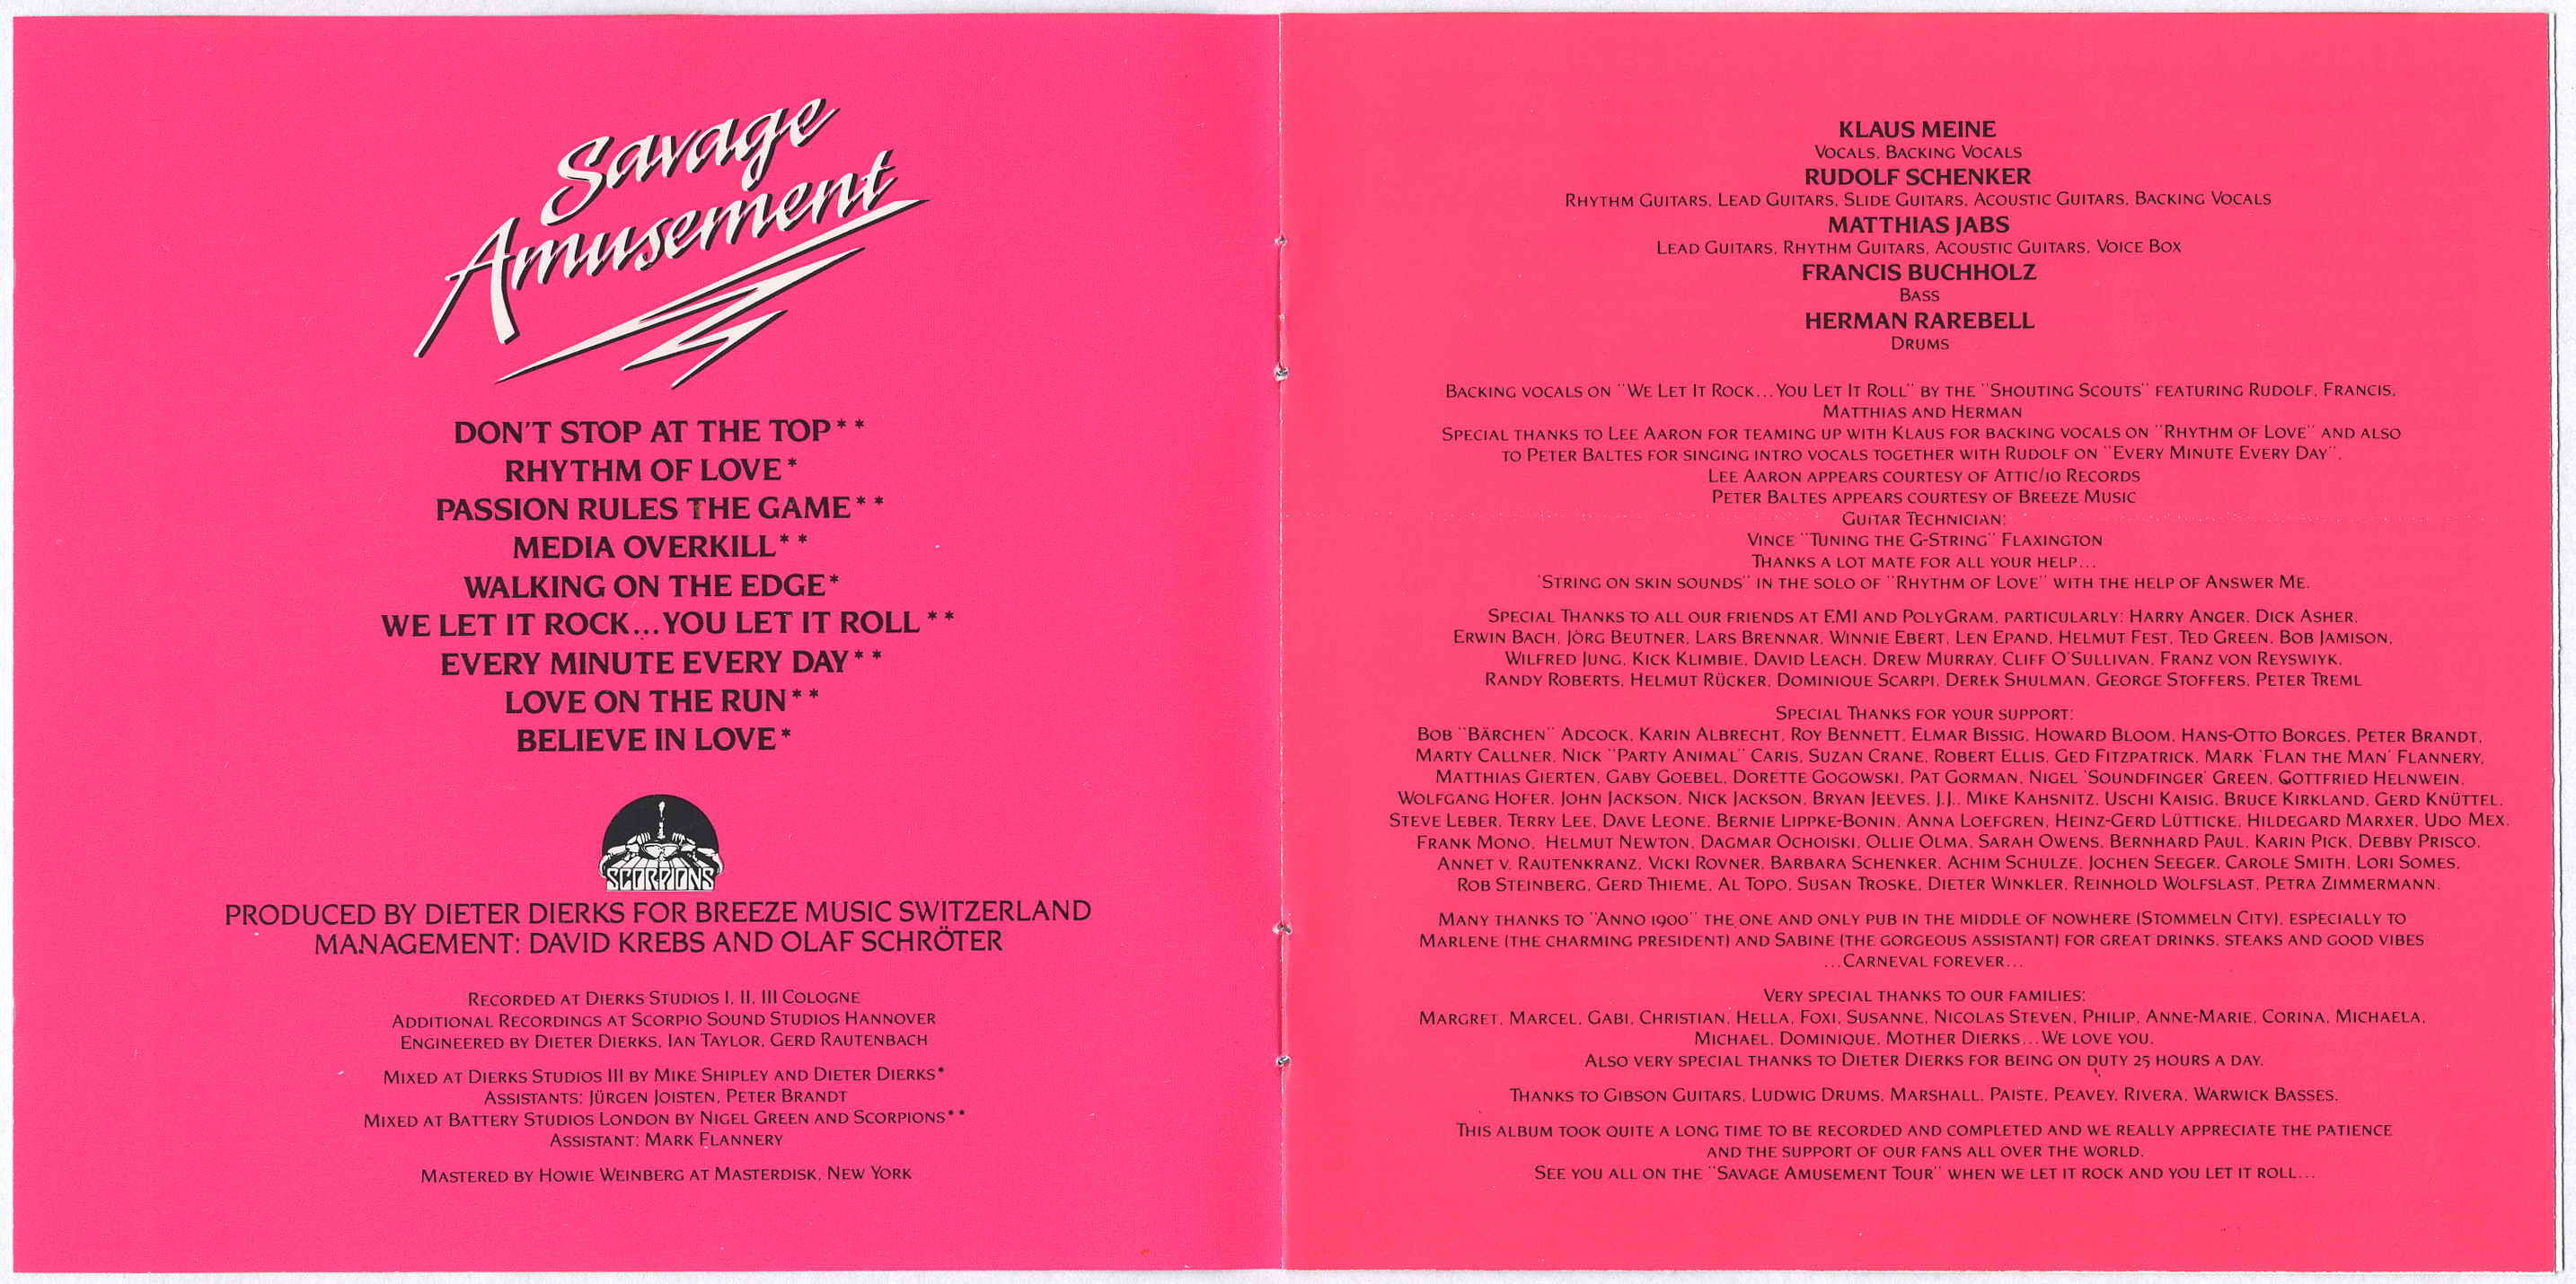 Savage
Amusement
DON'T STOP AT THE TOP**
RHYTHM OF LOVE*
PASSION RULES THE GAME**
MEDIA OVERKILL**
WALKING ON THE EDGE*
WE LET IT ROCK...YOU LET IT ROLL**
EVERY MINUTE EVERY DAY**
LOVE ON THE RUN**
BELIEVE IN LOVE*
SCORPIONS
PRODUCED BY DIETER DIERKS FOR BREEZE MUSIC SWITZERLAND
MANAGEMENT: DAVID KREBS AND OLAF SCHRÖTER
RECORDED AT DIERKS STUDIOS I, II, III COLOGNE
ADDITIONAL RECORDINGS AT SCORPIO SOUND STUDIOS HANNOVER
ENGINEERED BY DIETER DIERKS, IAN TAYLOR, GERD RAUTENBACH
MIXED AT DIERKS STUDIOS III BY MIKE SHIPLEY AND DIETER DIERKS*
ASSISTANTS: JÜRGEN JOISTEN, PETER BRANDT
MIXED AT BATTERY STUDIOS LONDON BY NIGEL GREEN AND SCORPIONS**
ASSISTANT: MARK FLANNERY
MASTERED BY HOWIE WEINBERG AT MASTERDISK, NEW YORK
KLAUS MEINE
VOCALS, BACKING VOCALS
RUDOLF SCHENKER
RHYTHM GUITARS, LEAD GUITARS, SLIDE GUITARS, ACOUSTIC GUITARS, BACKING VOCALS
MATTHIAS JABS
LEAD GUITARS, RHYTHM GUITARS, ACOUSTIC GUITARS, VOICE BOX
FRANCIS BUCHHOLZ
BASS
HERMAN RAREBELL
DRUMS
BACKING VOCALS ON "WE LET IT ROCK...YOU LET IT ROLL" BY THE "SHOUTING SCOUTS" FEATURING RUDOLF, FRANCIS,
MATTHIAS AND HERMAN
SPECIAL THANKS TO LEE AARON FOR TEAMING UP WITH KLAUS FOR BACKING VOCALS ON "RHYTHM OF LOVE" AND ALSO
TO PETER BALTES FOR SINGING INTRO VOCALS TOGETHER WITH RUDOLF ON "EVERY MINUTE EVERY DAY".
LEE AARON APPEARS COURTESY OF ATTIC/10 RECORDS
PETER BALTES APPEARS COURTESY OF BREEZE MUSIC
GUITAR TECHNICIAN:
VINCE "TUNING THE G-STRING" FLAXINGTON
THANKS A LOT MATE FOR ALL YOUR HELP...
'STRING ON SKIN SOUNDS" IN THE SOLO OF "RHYTHM OF LOVE" WITH THE HELP OF ANSWER ME.
SPECIAL THANKS TO ALL OUR FRIENDS AT EMI AND POLYGRAM, PARTICULARLY: HARRY ANGER, DICK ASHER,
ERWIN BACH, JÖRG BEUTNER, LARS BRENNAR, WINNIE EBERT, LEN EPAND, HELMUT FEST, TED GREEN, BOB JAMISON,
WILFRED JUNG, KICK KLIMBIE, DAVID LEACH, DREW MURRAY, CLIFF O'SULLIVAN, FRANZ VON REYSWIYK,
RANDY ROBERTS, HELMUT RÜCKER, DOMINIQUE SCARPI, DEREK SHULMAN, GEORGE STOFFERS, PETER TREML
SPECIAL THANKS FOR YOUR SUPPORT:
BOB "BÄRCHEN" ADCOCK, KARIN ALBRECHT, ROY BENNETT, ELMAR BISSIG, HOWARD BLOOM, HANS-OTTO BORGES, PETER BRANDT,
MARTY CALLNER, NICK "PARTY ANIMAL" CARIS, SUZAN CRANE, ROBERT ELLIS, GED FITZPATRICK, MARK 'FLAN THE MAN' FLANNERY,
MATTHIAS GIERTEN, GABY GOEBEL, DORETTE GOGOWSKI, PAT GORMAN, NIGEL 'SOUNDFINGER' GREEN, GOTTFRIED HELNWEIN,
WOLFGANG HOFER, JOHN JACKSON, NICK JACKSON, BRYAN JEEVES, J.J., MIKE KAHSNITZ, USCHI KAISIG, BRUCE KIRKLAND, GERD KNÜTTEL,
STEVE LEBER, TERRY LEE, DAVE LEONE, BERNIE LIPPKE-BONIN, ANNA LOEFGREN, HEINZ-GERD LÜTTICKE, HILDEGARD MARXER, UDO MEX,
FRANK MONO, HELMUT NEWTON, DAGMAR OCHOISKI, OLLIE OLMA, SARAH OWENS, BERNHARD PAUL, KARIN PICK, DEBBY PRISCO,
ANNET V. RAUTENKRANZ, VICKI ROVNER, BARBARA SCHENKER, ACHIM SCHULZE, JOCHEN SEEGER, CAROLE SMITH, LORI SOMES,
ROB STEINBERG, GERD THIEME, AL TOPO, SUSAN TROSKE, DIETER WINKLER, REINHOLD WOLFSLAST, PETRA ZIMMERMANN.
MANY THANKS TO "ANNO 1900" THE ONE AND ONLY PUB IN THE MIDDLE OF NOWHERE (STOMMELN CITY), ESPECIALLY TO
MARLENE (THE CHARMING PRESIDENT) AND SABINE (THE GORGEOUS ASSISTANT) FOR GREAT DRINKS, STEAKS AND GOOD VIBES
...CARNEVAL FOREVER...
VERY SPECIAL THANKS TO OUR FAMILIES:
MARGRET, MARCEL, GABI, CHRISTIAN, HELLA, FOXI, SUSANNE, NICOLAS STEVEN, PHILIP, ANNE-MARIE, CORINA, MICHAELA,
MICHAEL, DOMINIQUE, MOTHER DIERKS...WE LOVE YOU.
ALSO VERY SPECIAL THANKS TO DIETER DIERKS FOR BEING ON DUTY 25 HOURS A DAY.
THANKS TO GIBSON GUITARS, LUDWIG DRUMS, MARSHALL, PAISTE, PEAVEY, RIVERA, WARWICK BASSES.
THIS ALBUM TOOK QUITE A LONG TIME TO BE RECORDED AND COMPLETED AND WE REALLY APPRECIATE THE PATIENCE
AND THE SUPPORT OF OUR FANS ALL OVER THE WORLD.
SEE YOU ALL ON THE "SAVAGE AMUSEMENT TOUR" WHEN WE LET IT ROCK AND YOU LET IT ROLL...